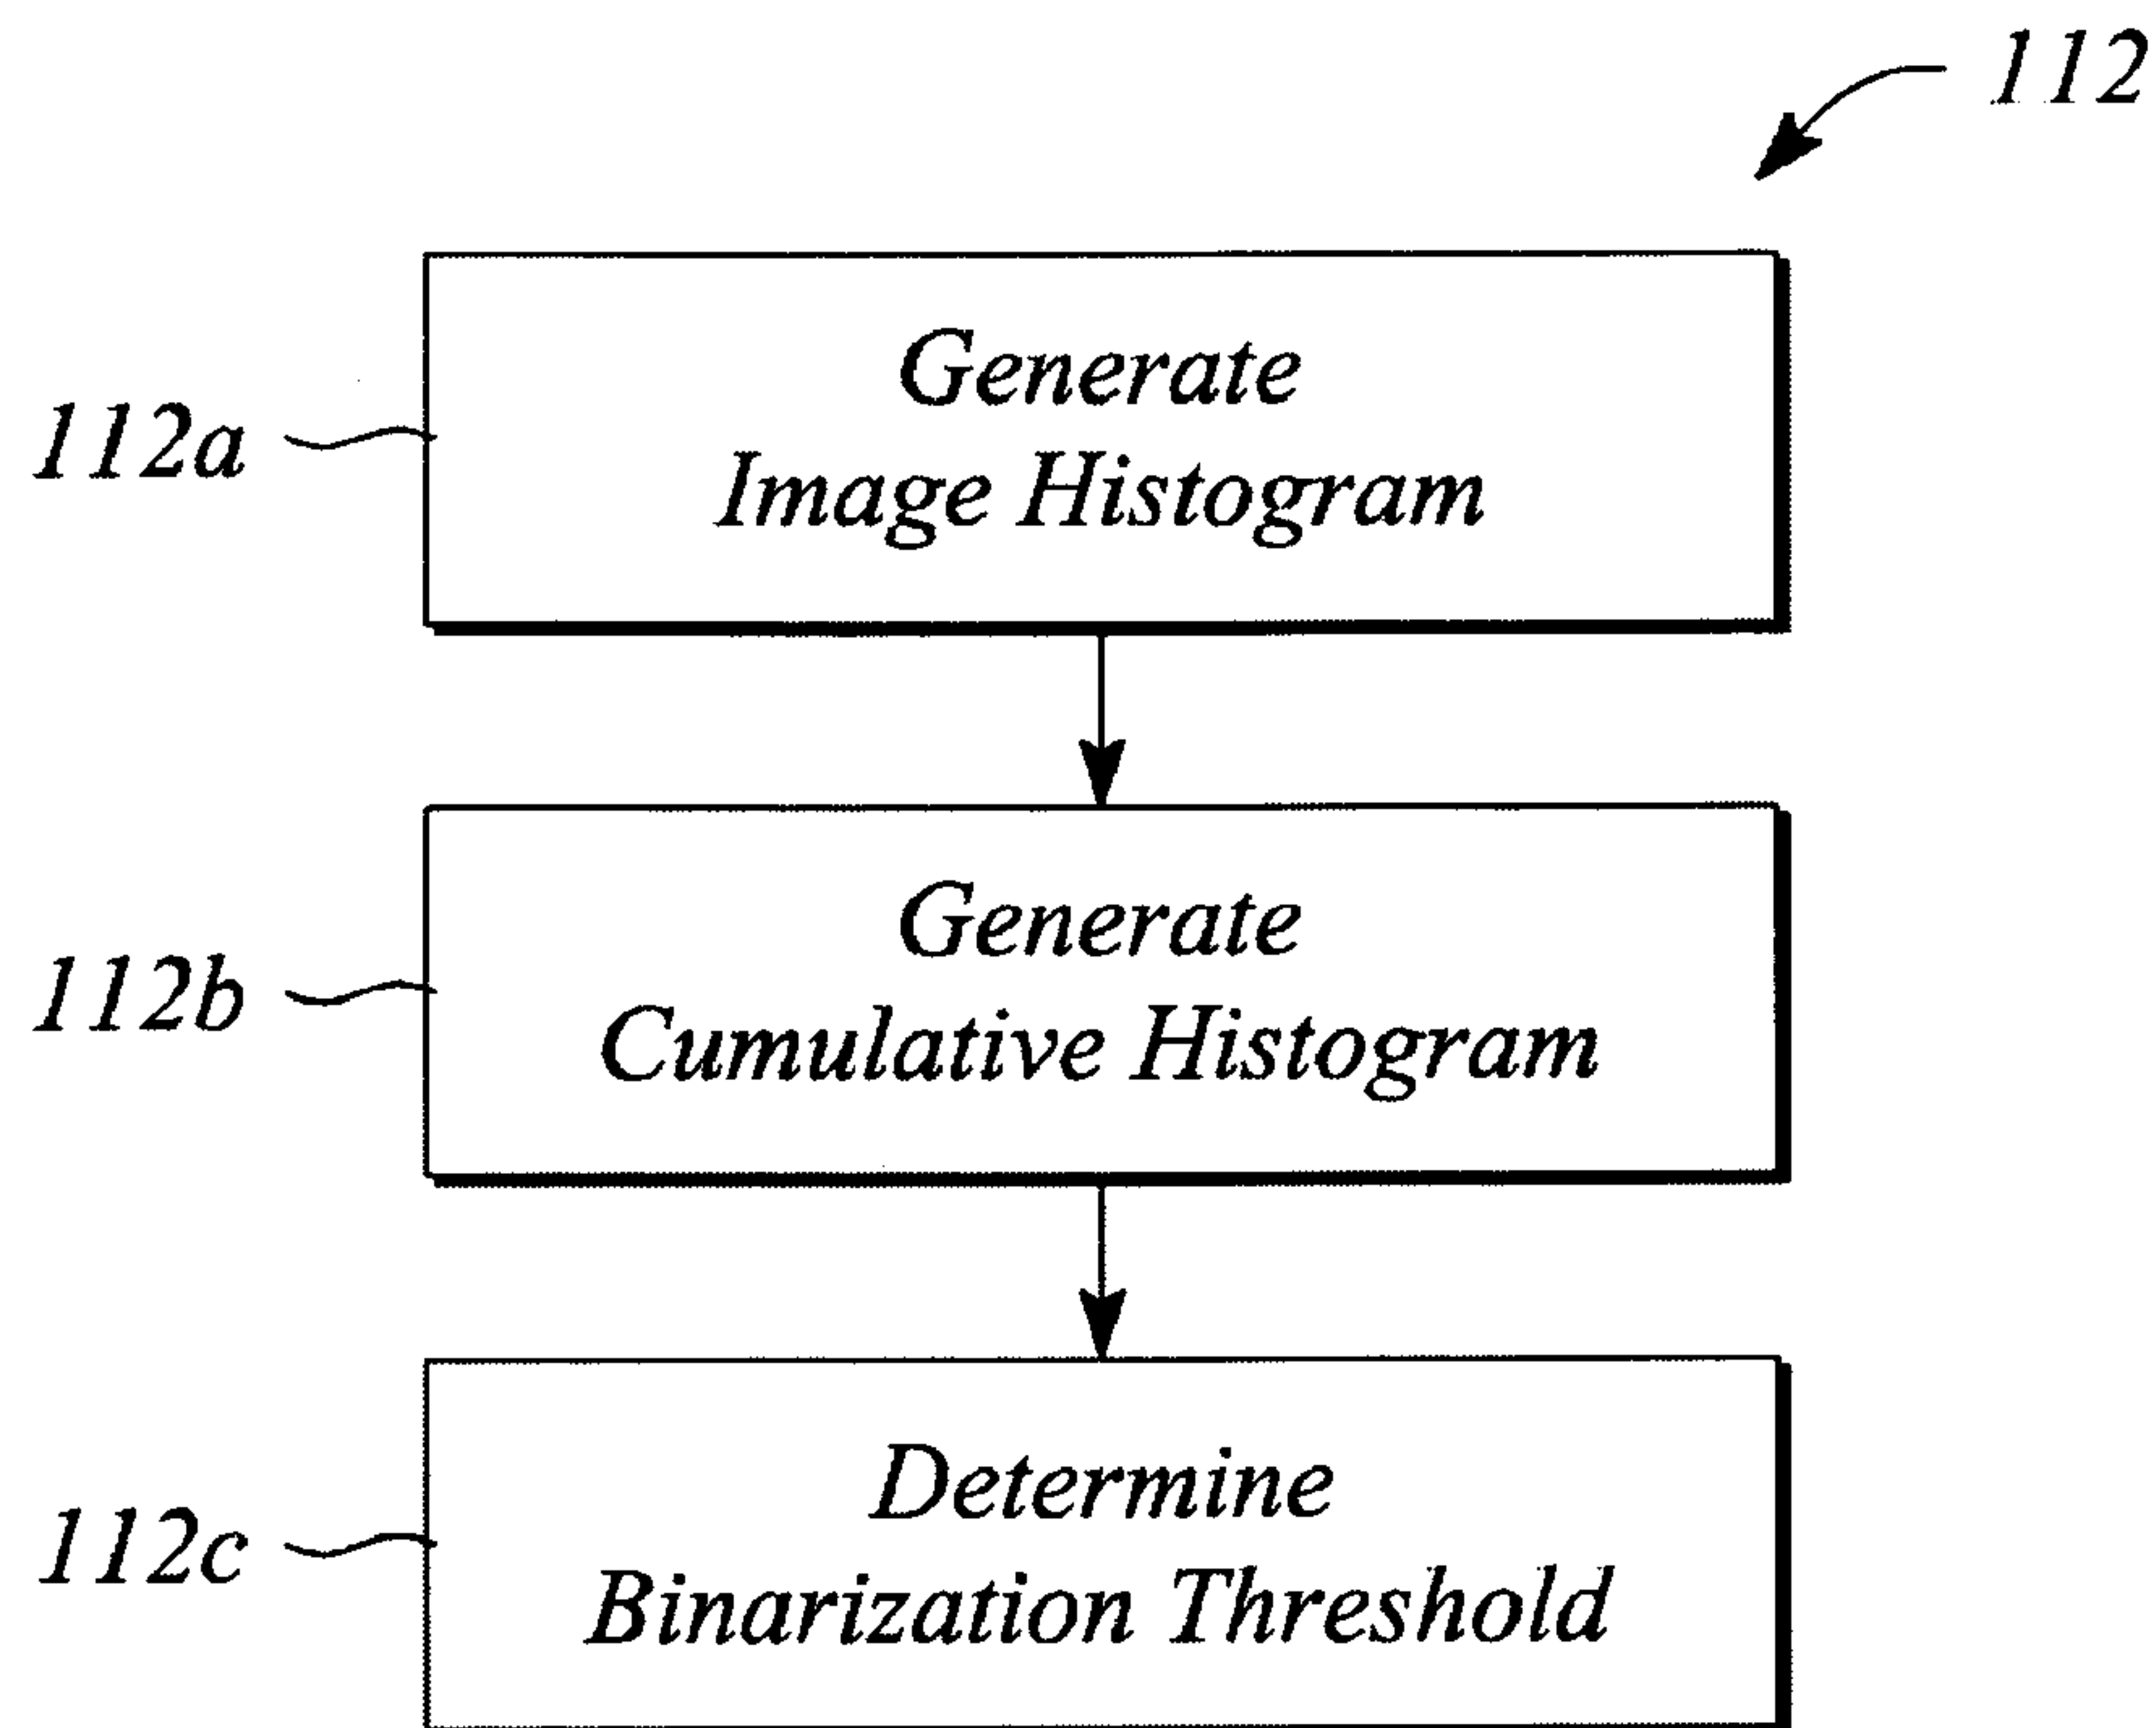 112
Generate
112a
Image Histogram
Generate
112b
Cumulative Histogram
Determine
112c
Binarization Threshold